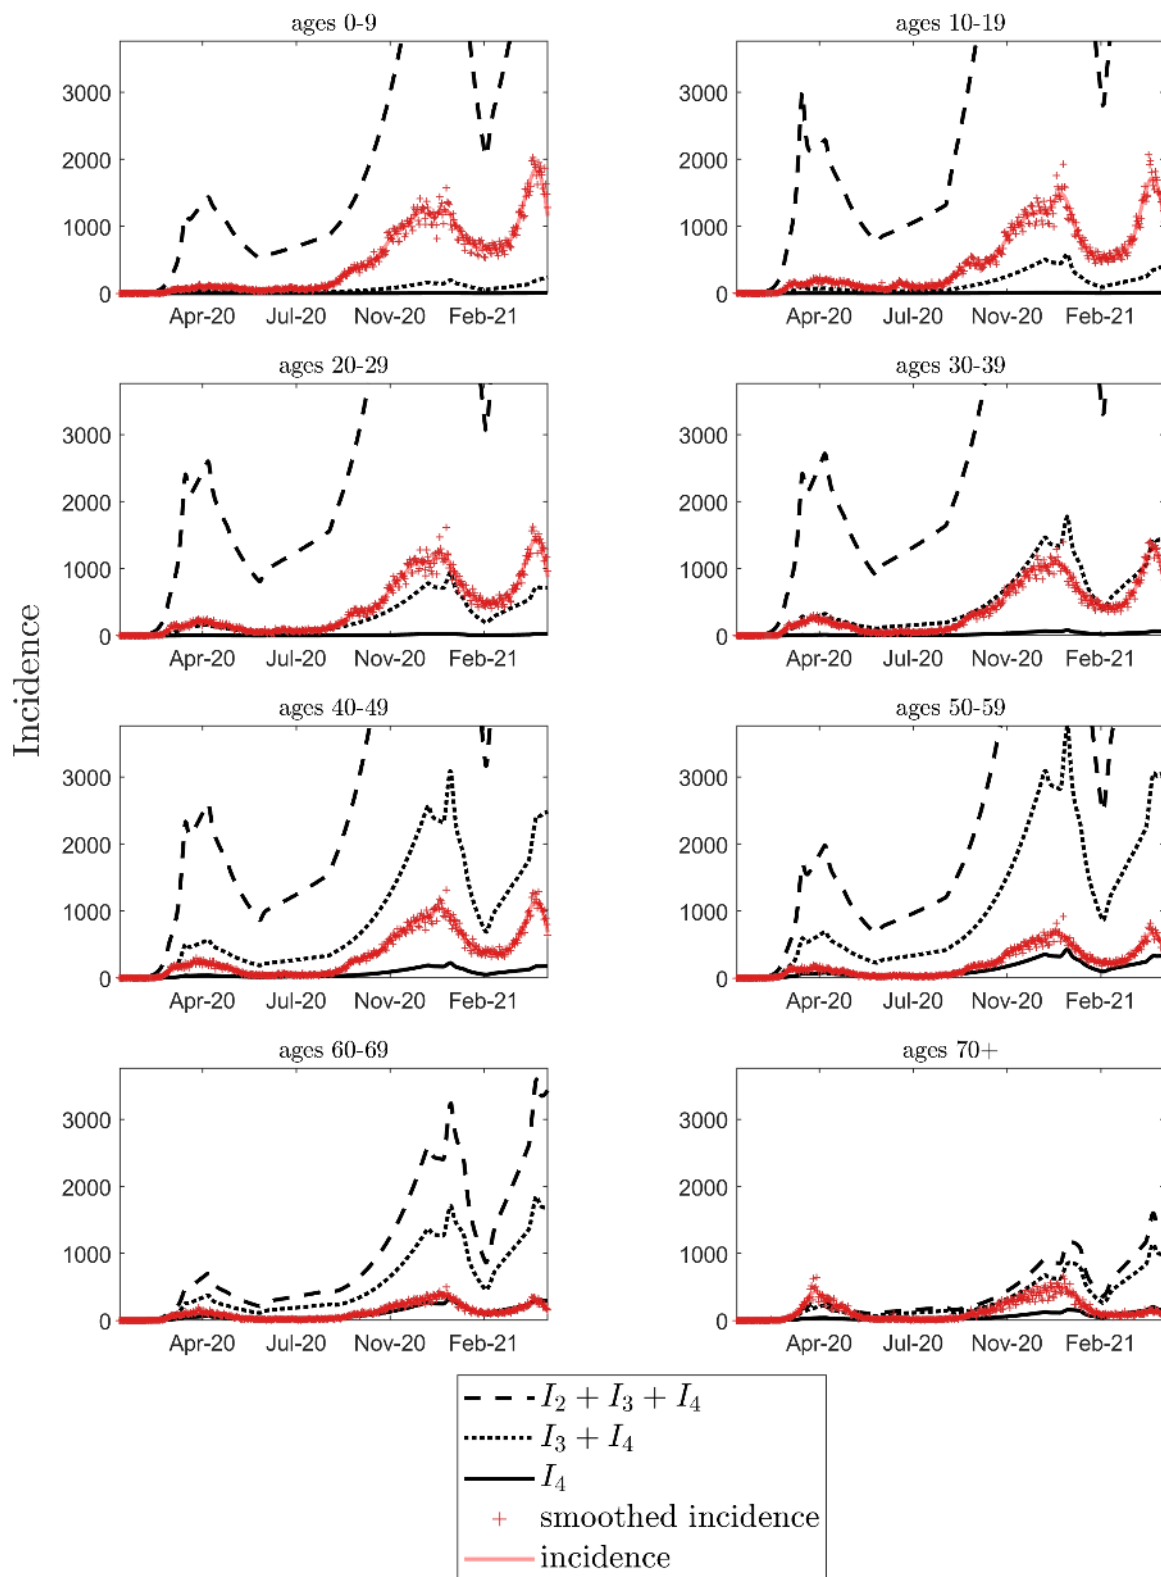 ages 0-9
3000
2000
1000
0
Apr-20 Jul-20 Nov-20 Feb-21
ages 10-19
3000
2000
1000
0
Apr-20 Jul-20 Nov-20 Feb-21
ages 20-29
3000
2000
1000
0
Apr-20 Jul-20 Nov-20 Feb-21
ages 30-39
3000
2000
1000
0
Apr-20 Jul-20 Nov-20 Feb-21
Incidence
ages 40-49
3000
2000
1000
0
Apr-20 Jul-20 Nov-20 Feb-21
ages 50-59
3000
2000
1000
0
Apr-20 Jul-20 Nov-20 Feb-21
ages 60-69
3000
2000
1000
0
Apr-20 Jul-20 Nov-20 Feb-21
ages 70+
3000
2000
1000
0
Apr-20 Jul-20 Nov-20 Feb-21
I₂ + I₃ + I₄
I₃ + I₄
I₄
smoothed incidence
incidence